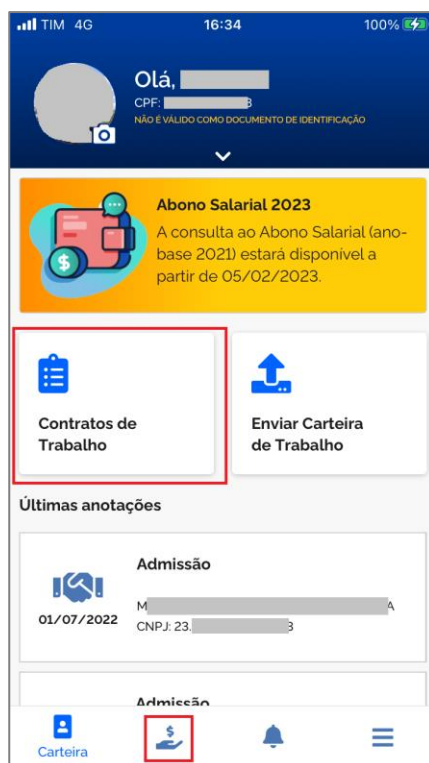 TIM 4G 16:34 100%
Olá,
CPF:
NÃO É VÁLIDO COMO DOCUMENTO DE IDENTIFICAÇÃO
Abono Salarial 2023
A consulta ao Abono Salarial (ano-
base 2021) estará disponível a
partir de 05/02/2023.
Contratos de
Trabalho
Enviar Carteira
de Trabalho
Últimas anotações
Admissão
01/07/2022
M A
CNPJ: 23. 3
Admissão
Carteira